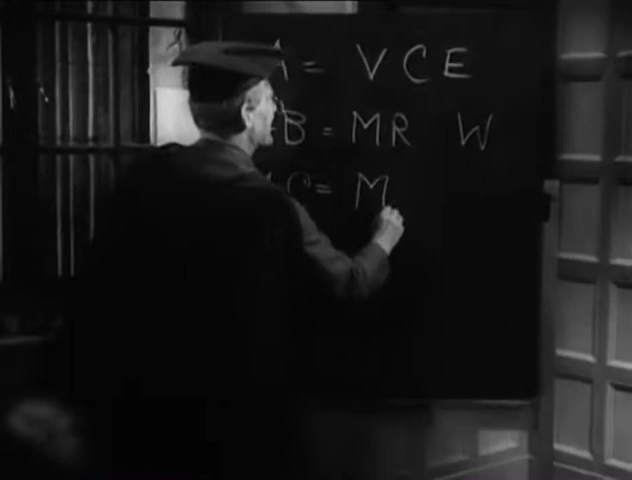 A = VCE
B = MR W
C = M